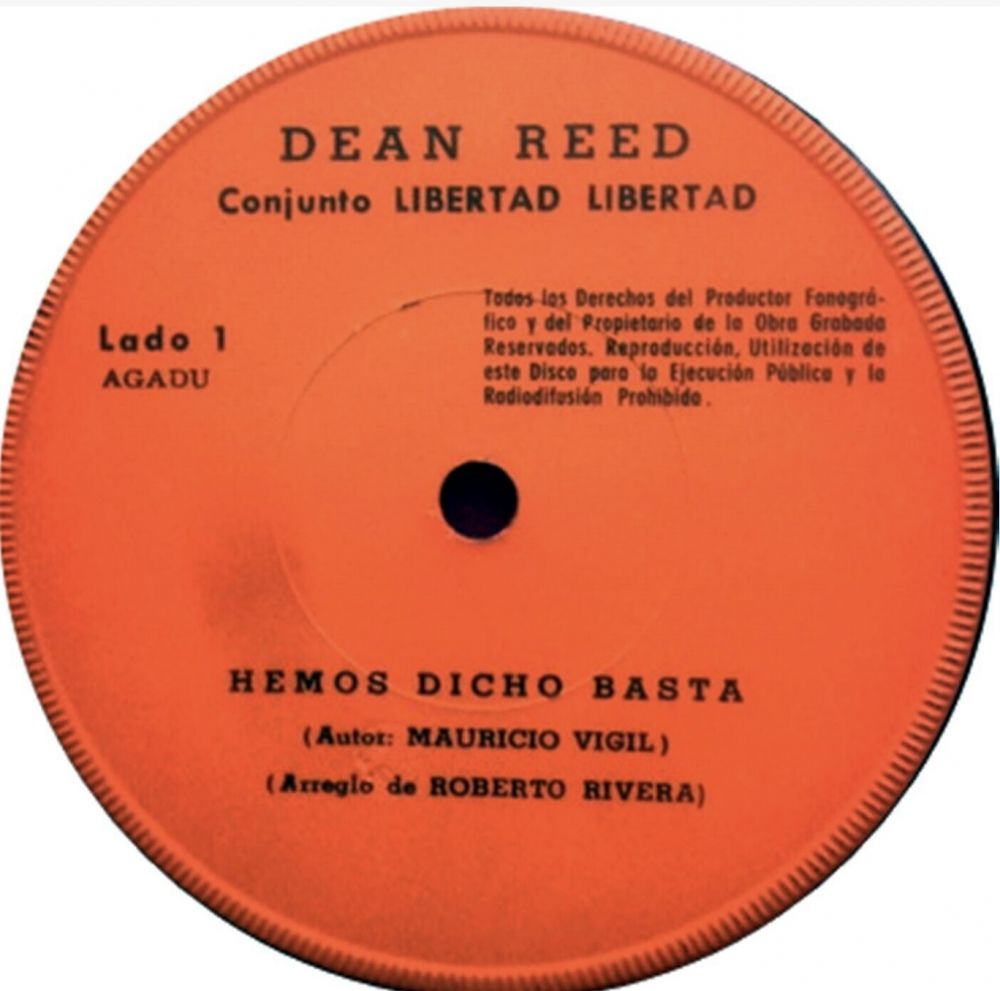 DEAN REED
Conjunto LIBERTAD LIBERTAD
Lado 1
AGADU
Todos los Derechos del Productor Fonográ-
fico y del Propietario de la Obra Grabada
Reservados. Reproducción, Utilización de
este Disco para la Ejecución Pública y la
Radiodifusión Prohibida.
HEMOS DICHO BASTA
(Autor: MAURICIO VIGIL)
(Arreglo de ROBERTO RIVERA)